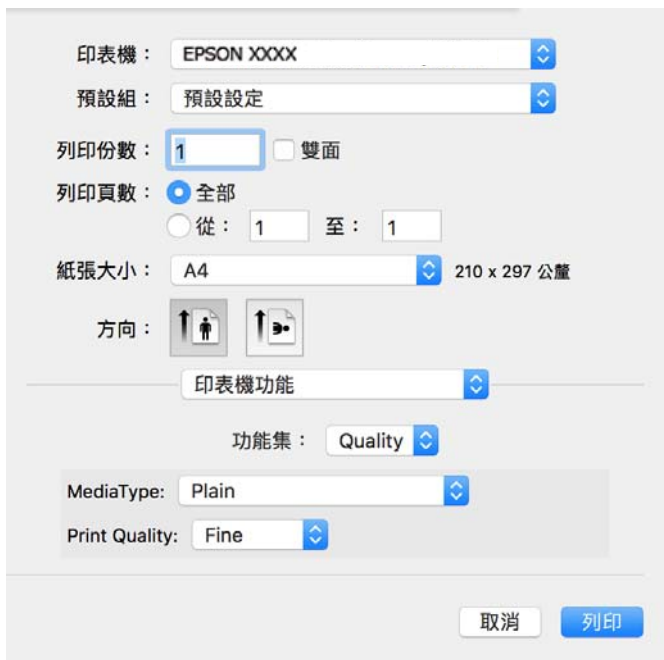 印表機： EPSON XXXX
預設組： 預設設定
列印份數： 1 雙面
列印頁數： 全部
從： 1 至： 1
紙張大小： A4 210 x 297 公釐
方向：
印表機功能
功能集： Quality
MediaType: Plain
Print Quality: Fine
取消 列印